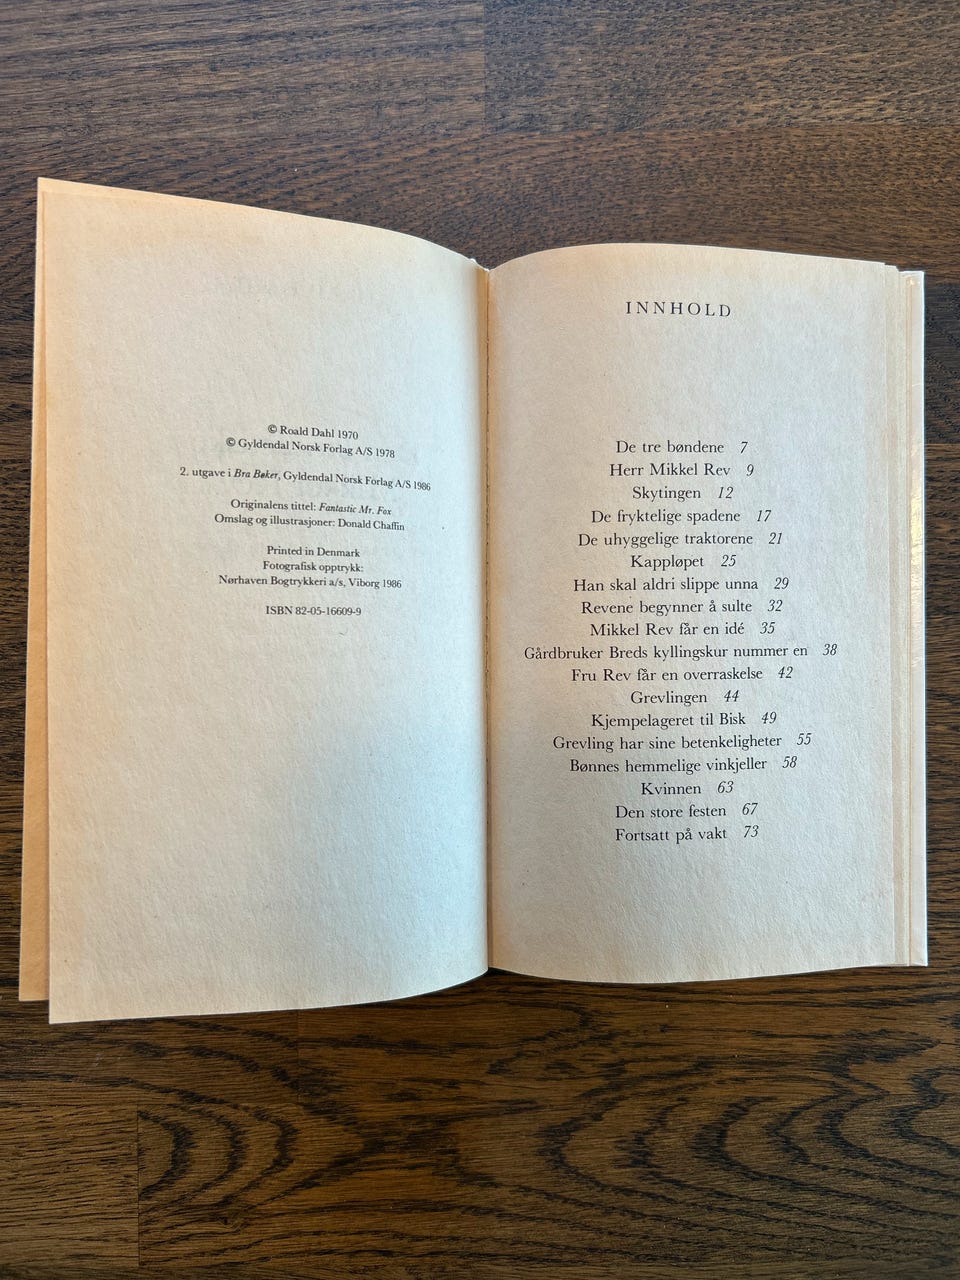 © Roald Dahl 1970
© Gyldendal Norsk Forlag A/S 1978
2. utgave i Bra Bøker, Gyldendal Norsk Forlag A/S 1986
Originalens tittel: Fantastic Mr. Fox
Omslag og illustrasjoner: Donald Chaffin
Printed in Denmark
Fotografisk opptrykk:
Nørhaven Bogtrykkeri a/s, Viborg 1986
ISBN 82-05-16609-9
INNHOLD
De tre bøndene 7
Herr Mikkel Rev 9
Skytingen 12
De fryktelige spadene 17
De uhyggelige traktorene 21
Kappløpet 25
Han skal aldri slippe unna 29
Revene begynner å sulte 32
Mikkel Rev får en idé 35
Gårdbruker Breds kyllingskur nummer en 38
Fru Rev får en overraskelse 42
Grevlingen 44
Kjempelageret til Bisk 49
Grevling har sine betenkeligheter 55
Bønnes hemmelige vinkjeller 58
Kvinnen 63
Den store festen 67
Fortsatt på vakt 73